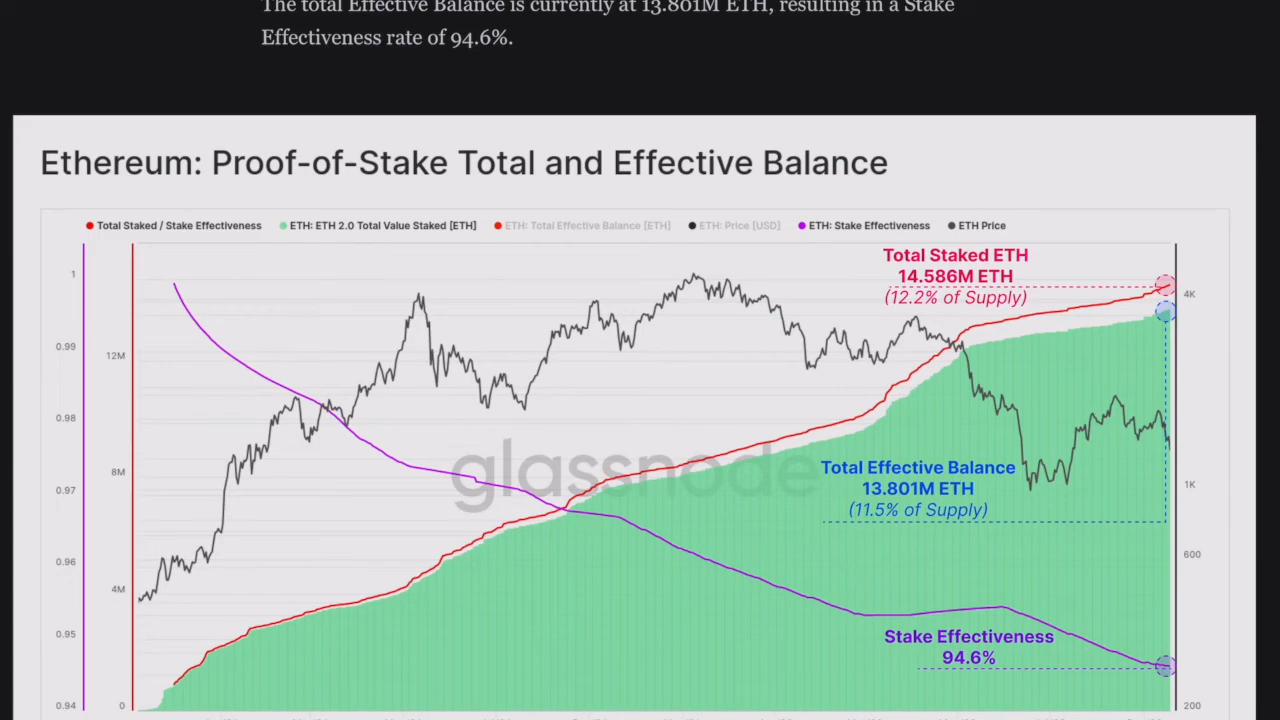 The total Effective Balance is currently at 13.801M ETH, resulting in a Stake
Effectiveness rate of 94.6%.
Ethereum: Proof-of-Stake Total and Effective Balance
Total Staked / Stake Effectiveness ETH: ETH 2.0 Total Value Staked [ETH] ETH: Total Effective Balance [ETH] ETH: Price [USD] ETH: Stake Effectiveness ETH Price
Total Staked ETH
14.586M ETH
(12.2% of Supply)
1
4K
0.99
12M
0.98
glassnode
8M
Total Effective Balance
13.801M ETH
(11.5% of Supply)
0.97
1K
0.96
600
4M
0.95
Stake Effectiveness
94.6%
0.94
0
200